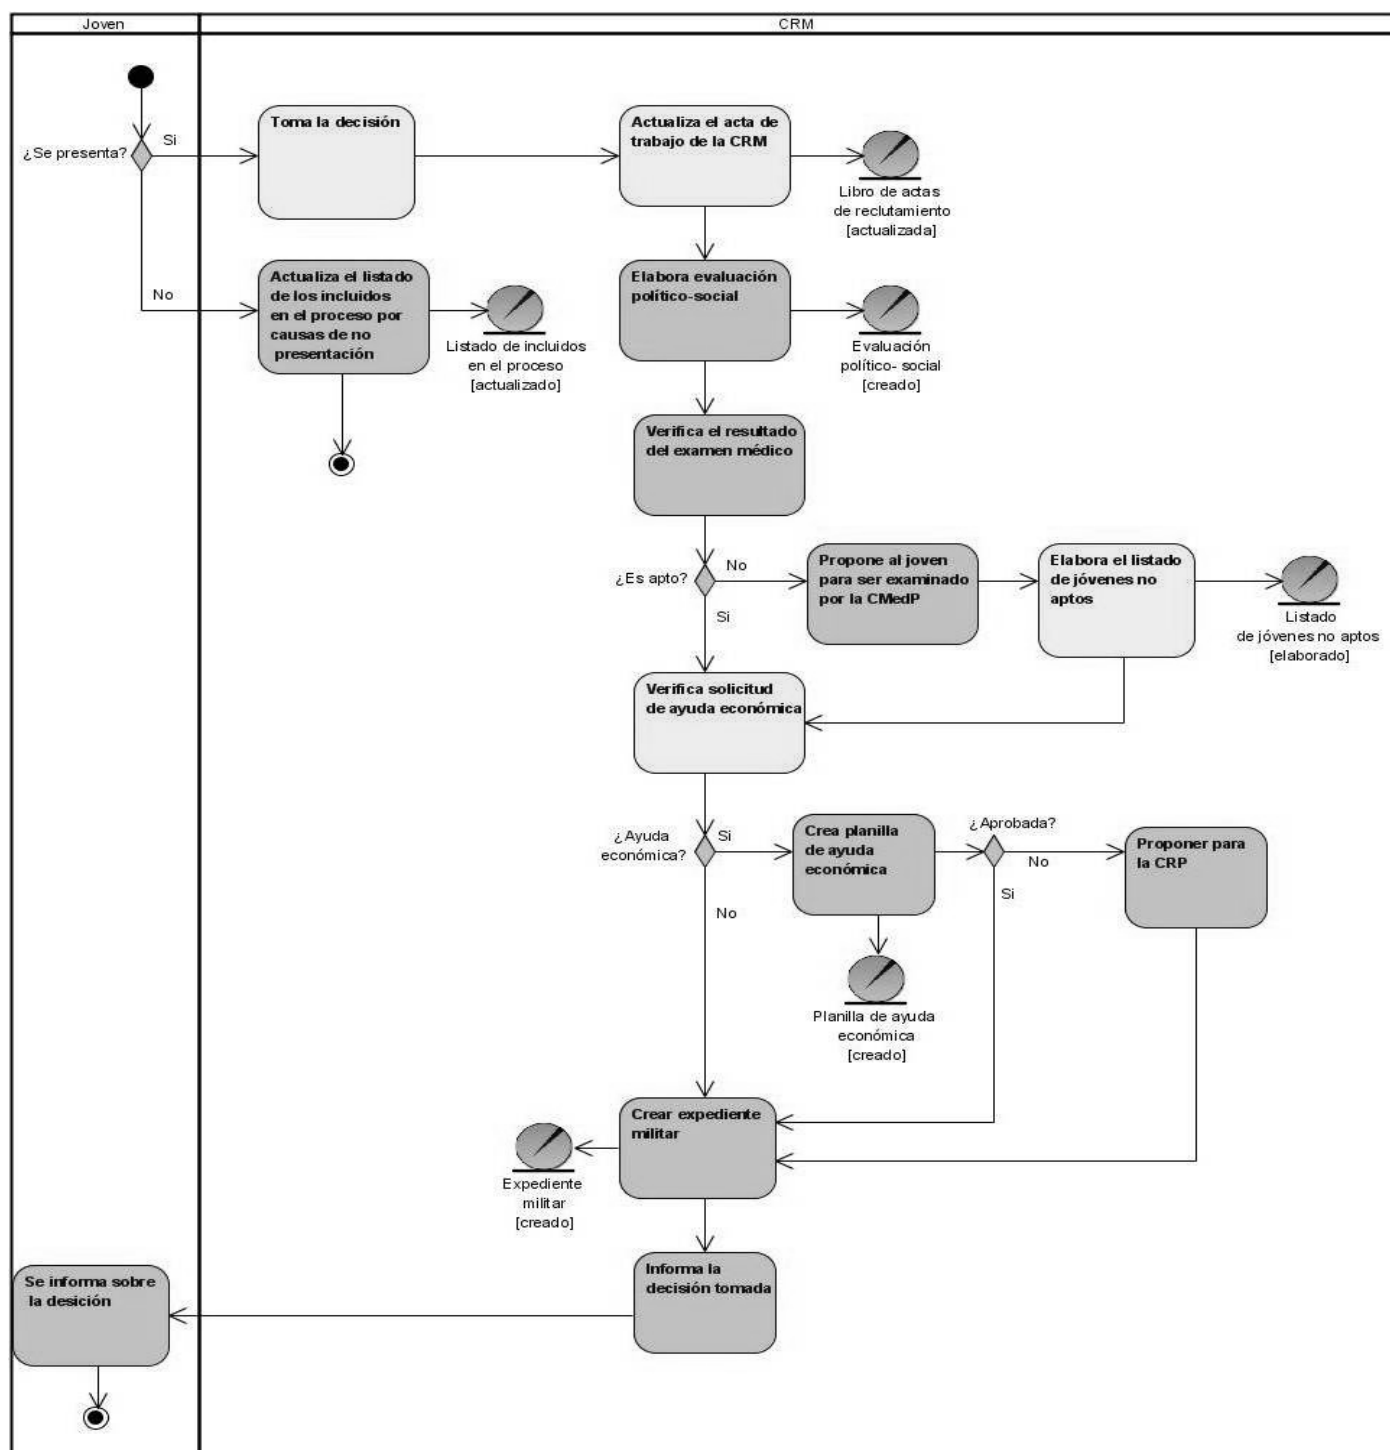 Joven
CRM
¿Se presenta?
Si
Toma la decisión
Actualiza el acta de
trabajo de la CRM
Libro de actas
de reclutamiento
[actualizada]
No
Actualiza el listado
de los incluidos
en el proceso por
causas de no
presentación
Listado de incluidos
en el proceso
[actualizado]
Elabora evaluación
político-social
Evaluación
político- social
[creado]
Verifica el resultado
del examen médico
¿Es apto?
No
Si
Propone al joven
para ser examinado
por la CMedP
Elabora el listado
de jóvenes no
aptos
Listado
de jóvenes no aptos
[elaborado]
Verifica solicitud
de ayuda económica
¿Ayuda
económica?
Si
No
Crea planilla
de ayuda
económica
¿Aprobada?
No
Si
Proponer para
la CRP
Planilla de ayuda
económica
[creado]
Crear expediente
militar
Expediente
militar
[creado]
Informa la
decisión tomada
Se informa sobre
la desición